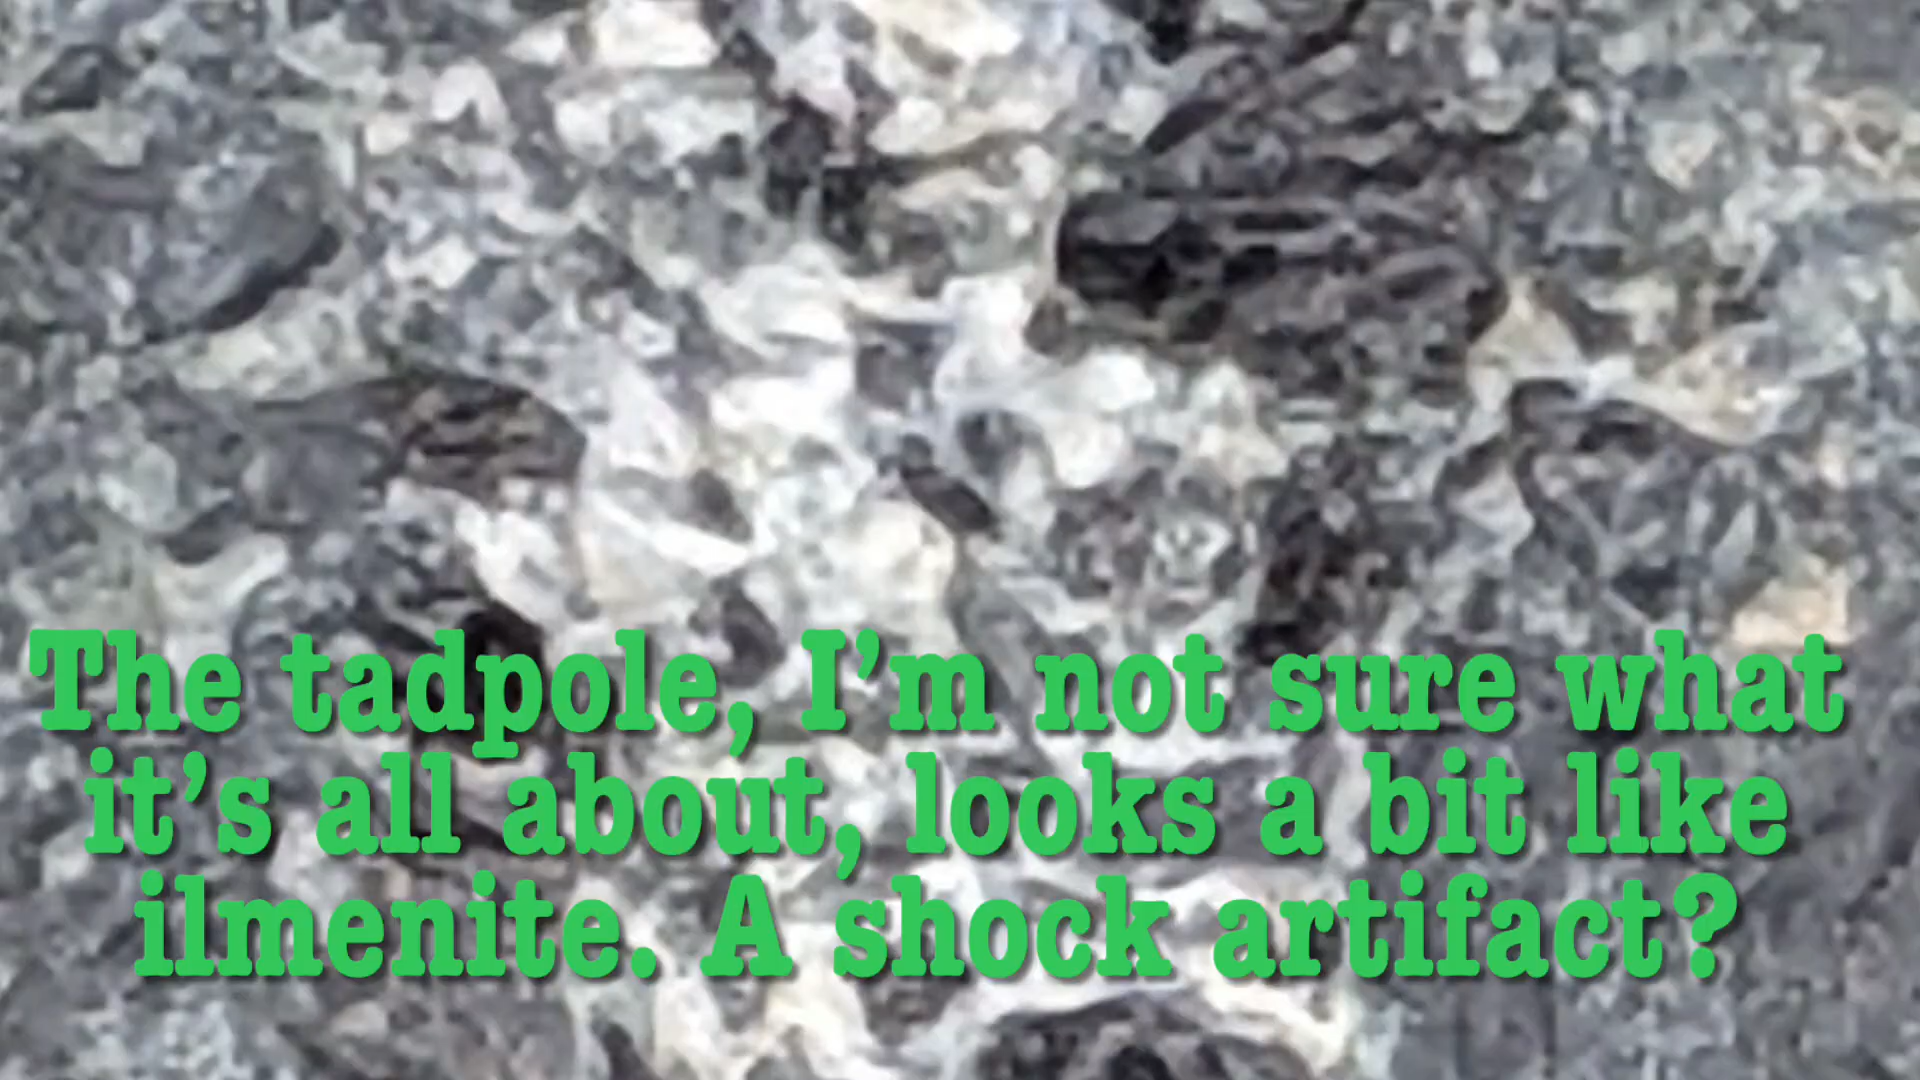 The tadpole, I’m not sure what
it’s all about, looks a bit like
ilmenite. A shock artifact?